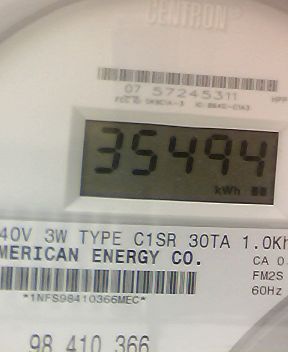 CENTRON®
07 57245311
35494
kWh
40V 3W TYPE C1SR 30TA 1.0Kh
MERICAN ENERGY CO.
CA 0
FM2S
60Hz
*1NFS98410366MEC*
98 410 366